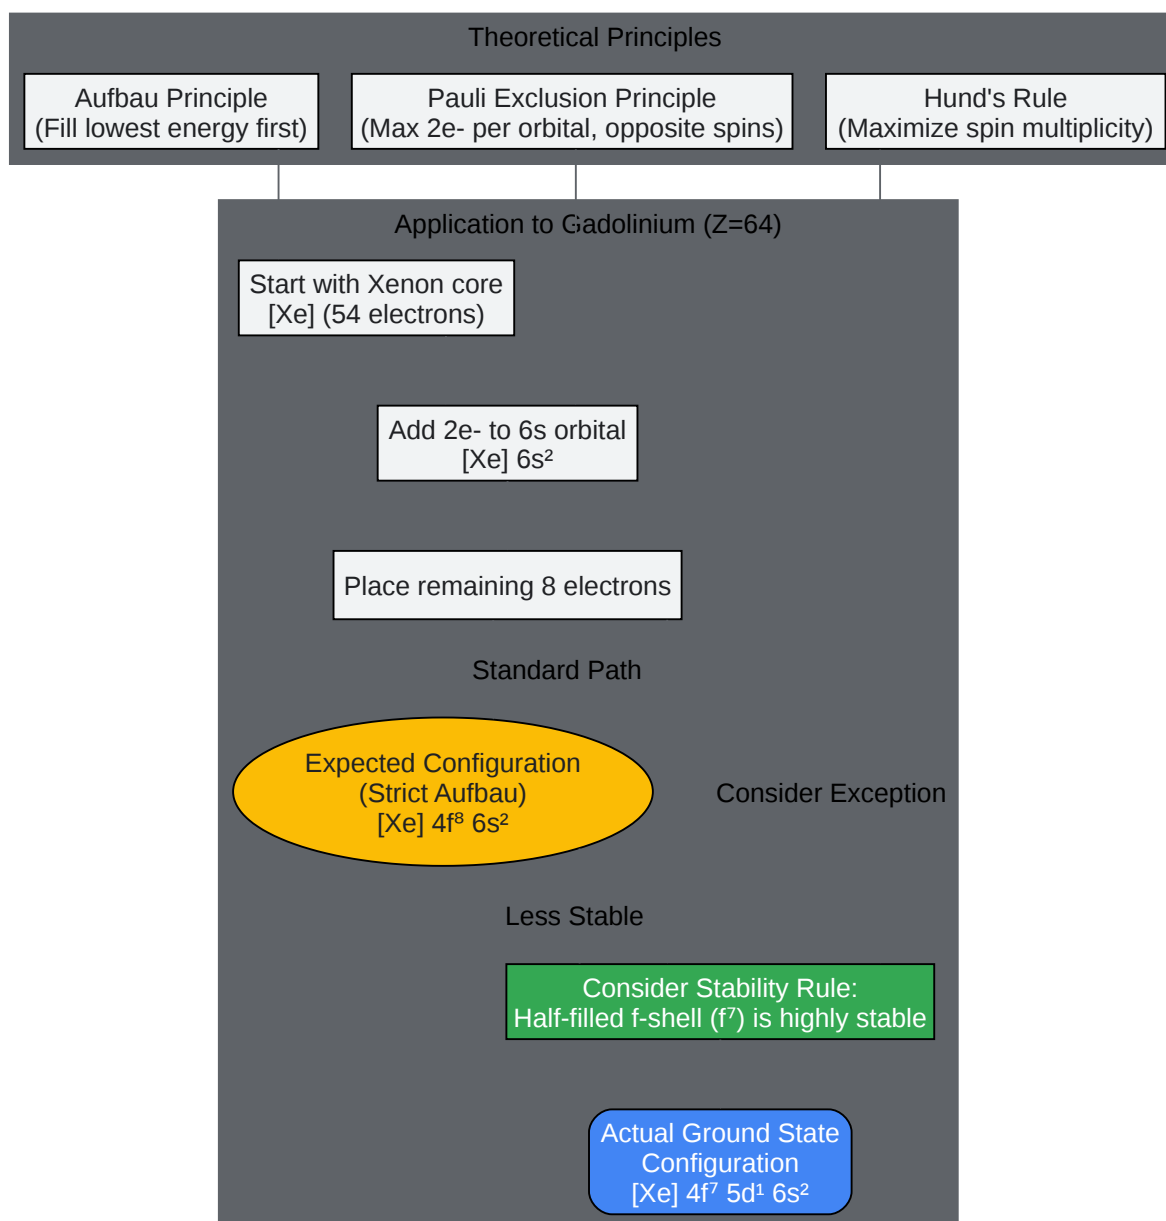 Theoretical Principles
Aufbau Principle
(Fill lowest energy first)
Pauli Exclusion Principle
(Max 2e- per orbital, opposite spins)
Hund's Rule
(Maximize spin multiplicity)
Application to Gadolinium (Z=64)
Start with Xenon core
[Xe] (54 electrons)
Add 2e- to 6s orbital
[Xe] 6s²
Place remaining 8 electrons
Standard Path
Expected Configuration
(Strict Aufbau)
[Xe] 4f⁸ 6s²
Consider Exception
Less Stable
Consider Stability Rule:
Half-filled f-shell (f⁷) is highly stable
Actual Ground State
Configuration
[Xe] 4f⁷ 5d¹ 6s²